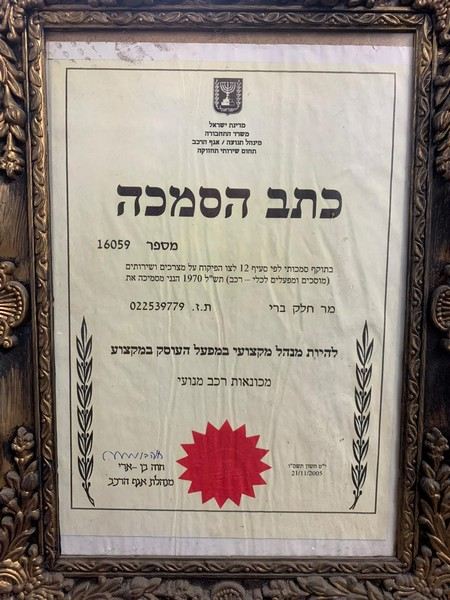 מדינת ישראל
משרד התחבורה
מינהל תנועה / אגף הרכב
תחום שירותי תחזוקה
כתב הסמכה
מספר 16059
בתוקף סמכותי לפי סעיף 12 לצו הפיקוח על מצרכים ושירותים
(מוסכים ומפעלים לכלי – רכב) תש"ל 1970 הנני מסמיכה את
מר חלק ברי ת.ז. 022539779
להיות מנהל מקצועי במפעל העוסק במקצוע
מכונאות רכב מנועי
חוה בן-ארי
מנהלת אגף הרכב
י"ט חשון תשס"ו
21/11/2005